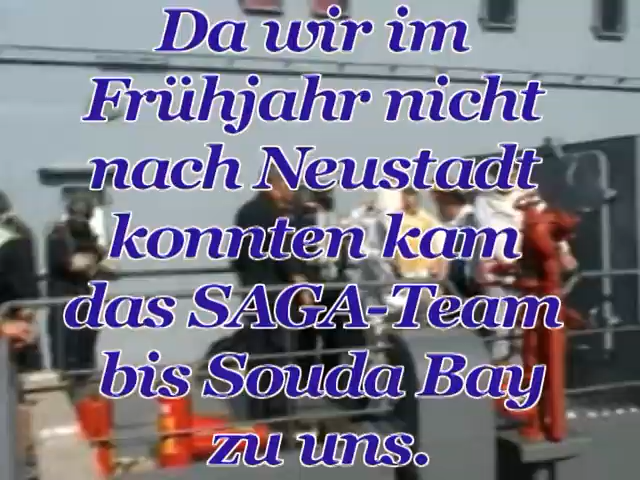 Da wir im
Frühjahr nicht
nach Neustadt
konnten kam
das SAGA-Team
bis Souda Bay
zu uns.